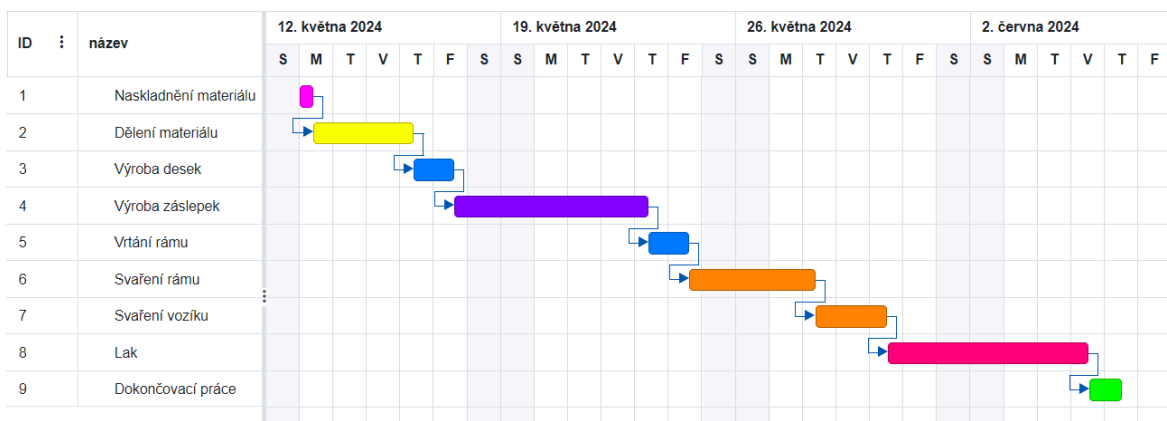 ID název 12. května 2024 19. května 2024 26. května 2024 2. června 2024
S M T V T F S S M T V T F S S M T V T F S S M T V T F
1 Naskladnění materiálu
2 Dělení materiálu
3 Výroba desek
4 Výroba záslepek
5 Vrtání rámu
6 Svaření rámu
7 Svaření vozíku
8 Lak
9 Dokončovací práce